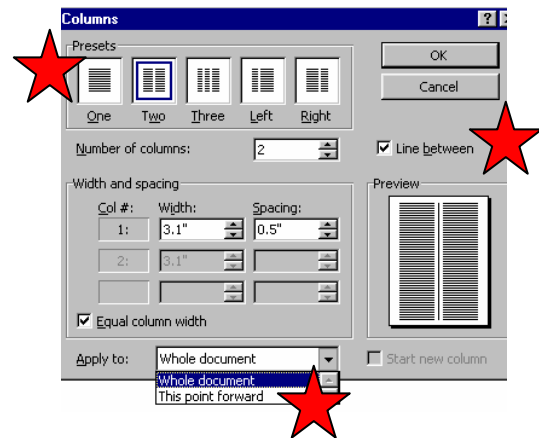 Columns
Presets
One Two Three Left Right
OK
Cancel
Number of columns: 2
Line between
Width and spacing
Col #: Width: Spacing:
1: 3.1" 0.5"
2: 3.1"
Equal column width
Preview
Apply to: Whole document
Whole document
This point forward
Start new column